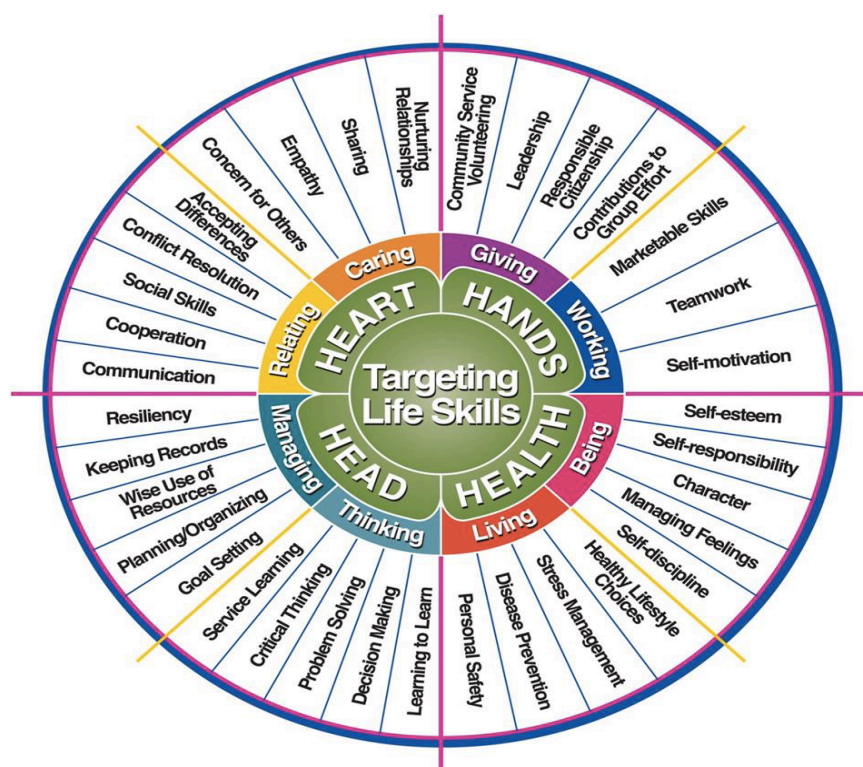 Targeting
Life Skills
HEART
HANDS
HEALTH
HEAD
Caring
Giving
Working
Being
Living
Thinking
Managing
Relating
Nurturing
Relationships
Sharing
Empathy
Concern for Others
Accepting
Differences
Conflict Resolution
Social Skills
Cooperation
Communication
Community Service
Volunteering
Leadership
Responsible
Citizenship
Contributions to
Group Effort
Marketable Skills
Teamwork
Self-motivation
Self-esteem
Self-responsibility
Character
Managing Feelings
Self-discipline
Healthy Lifestyle
Choices
Stress Management
Disease Prevention
Personal Safety
Learning to Learn
Decision Making
Problem Solving
Critical Thinking
Service Learning
Goal Setting
Planning/Organizing
Wise Use of
Resources
Keeping Records
Resiliency